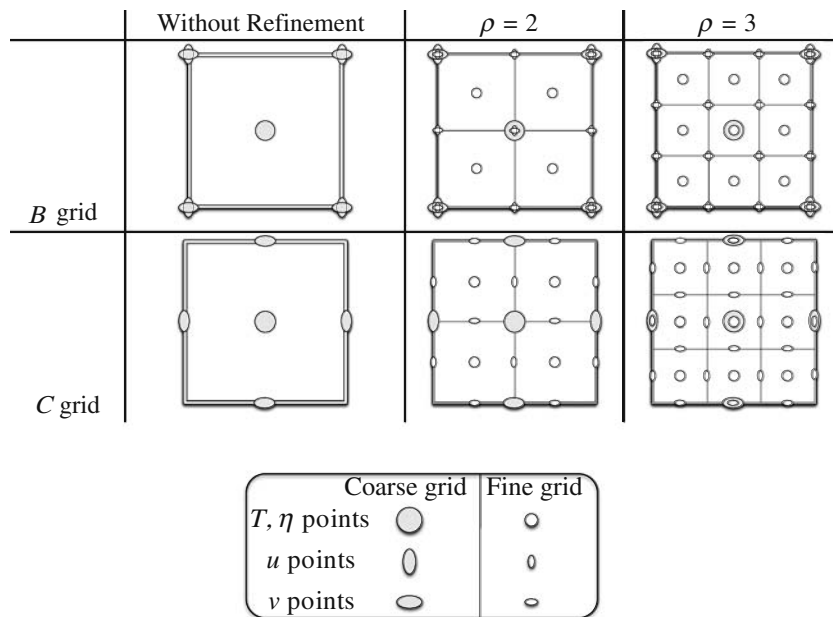 Without Refinement ρ = 2 ρ = 3
B grid
C grid
Coarse grid Fine grid
T, η points
u points
v points